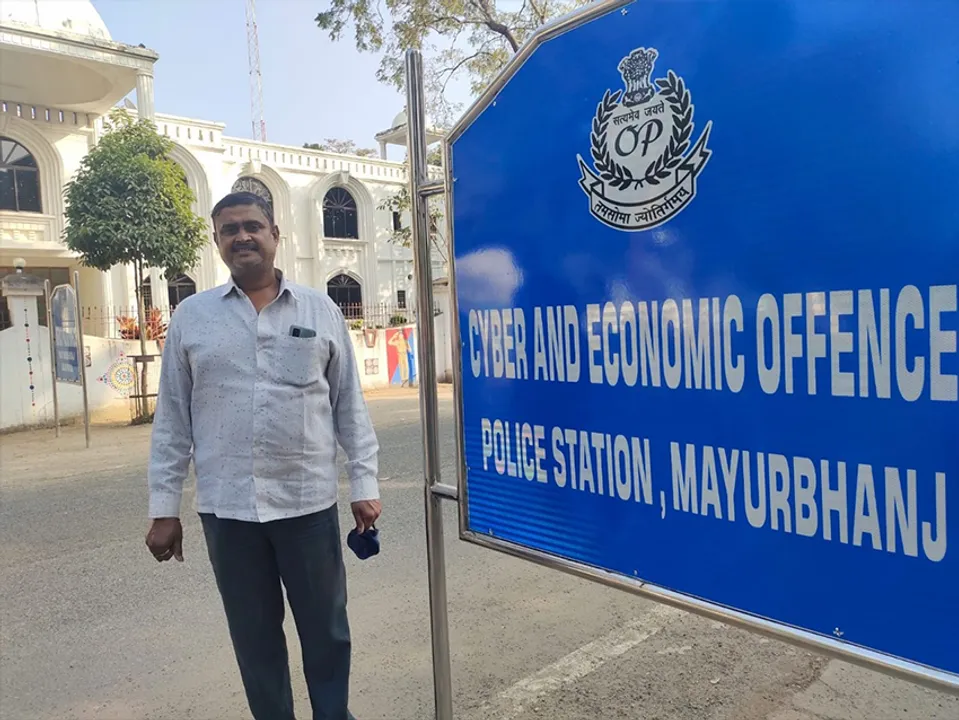 सत्यमेव जयते
OP
तमसोमा ज्योतिर्गमय
CYBER AND ECONOMIC OFFENCE
POLICE STATION , MAYURBHANJ